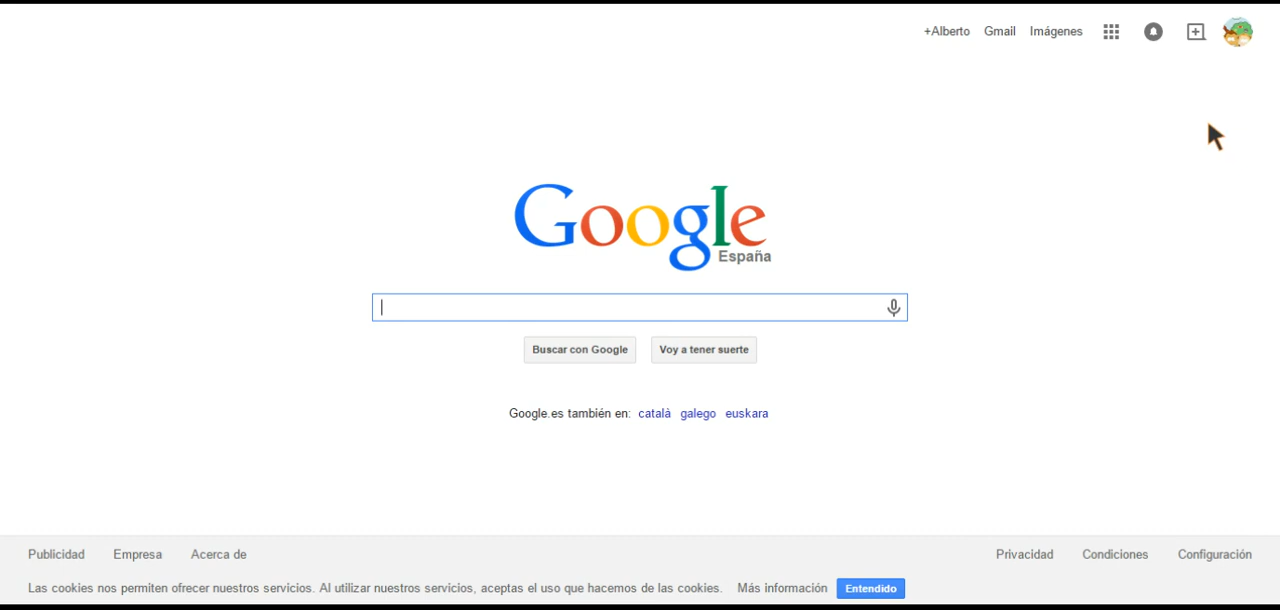 +Alberto Gmail Imágenes
Google
España
Buscar con Google Voy a tener suerte
Google.es también en: català galego euskara
Publicidad Empresa Acerca de Privacidad Condiciones Configuración
Las cookies nos permiten ofrecer nuestros servicios. Al utilizar nuestros servicios, aceptas el uso que hacemos de las cookies. Más información Entendido